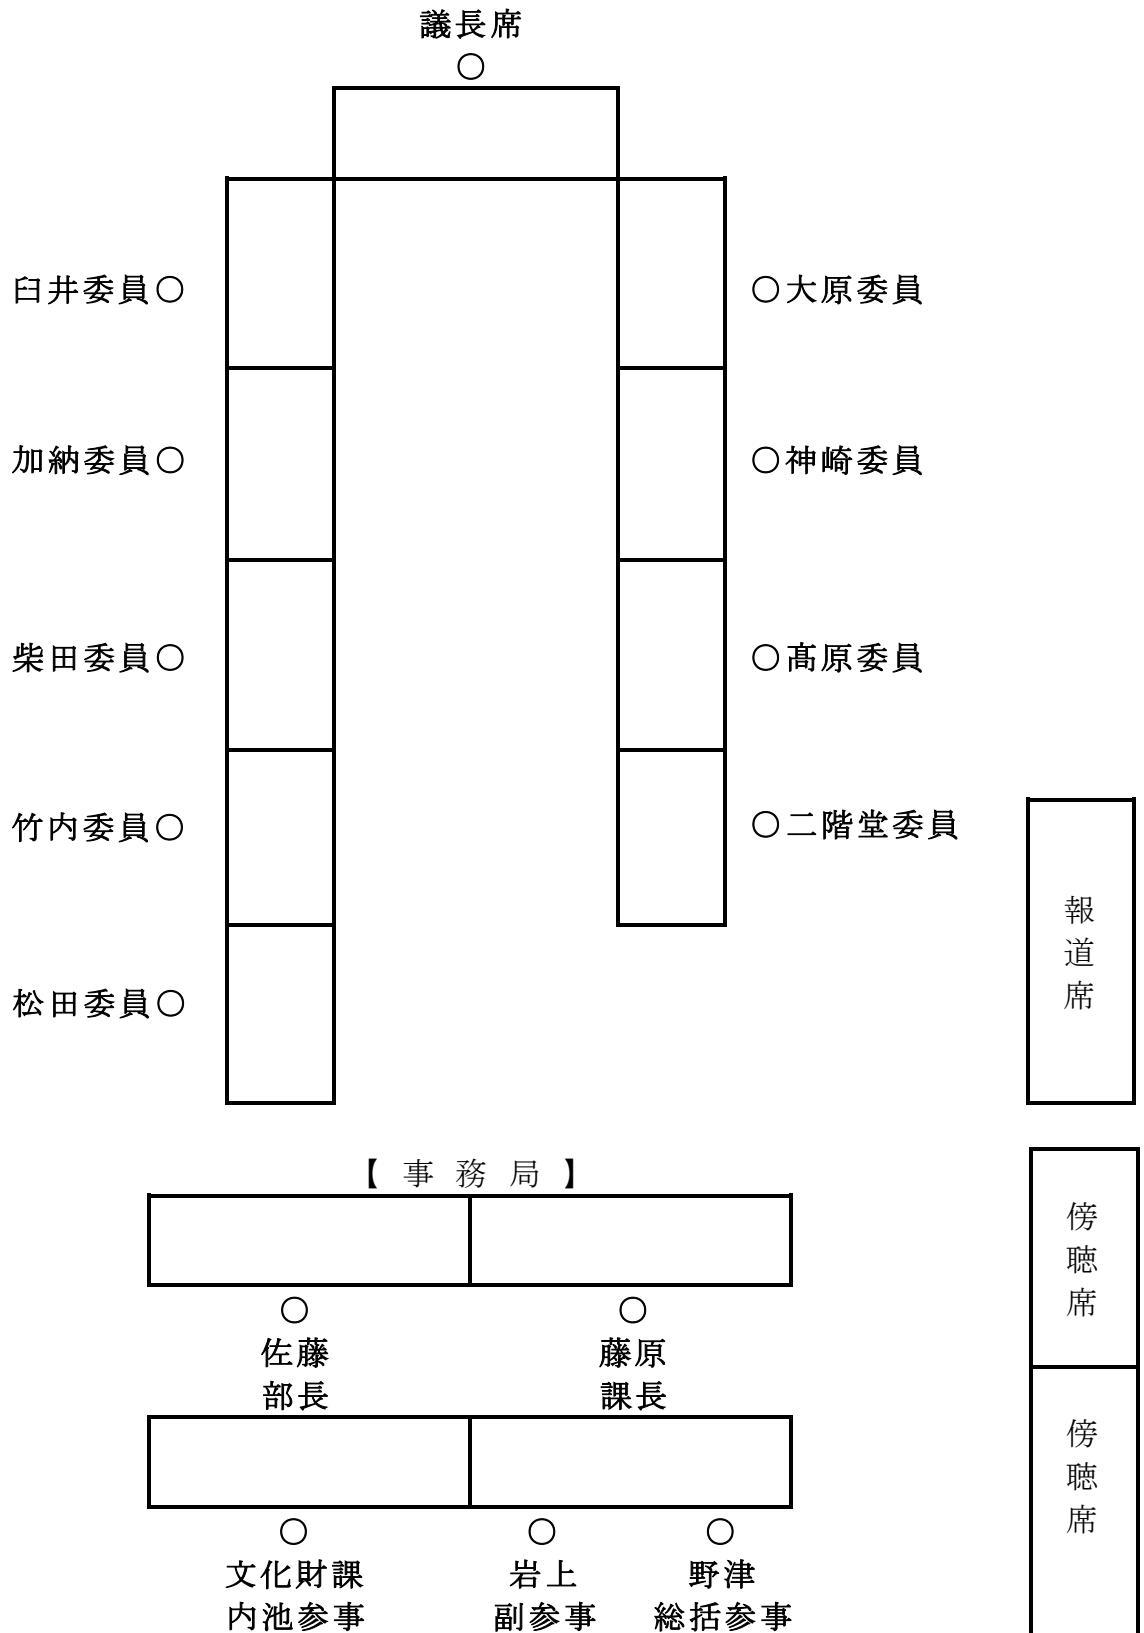 議長席
○
臼井委員○
○大原委員
加納委員○
○神崎委員
柴田委員○
○髙原委員
竹内委員○
○二階堂委員
松田委員○
報道席
【事務局】
○
佐藤
部長
○
藤原
課長
○
文化財課
内池参事
○
岩上
副参事
○
野津
総括参事
傍聴席
傍聴席